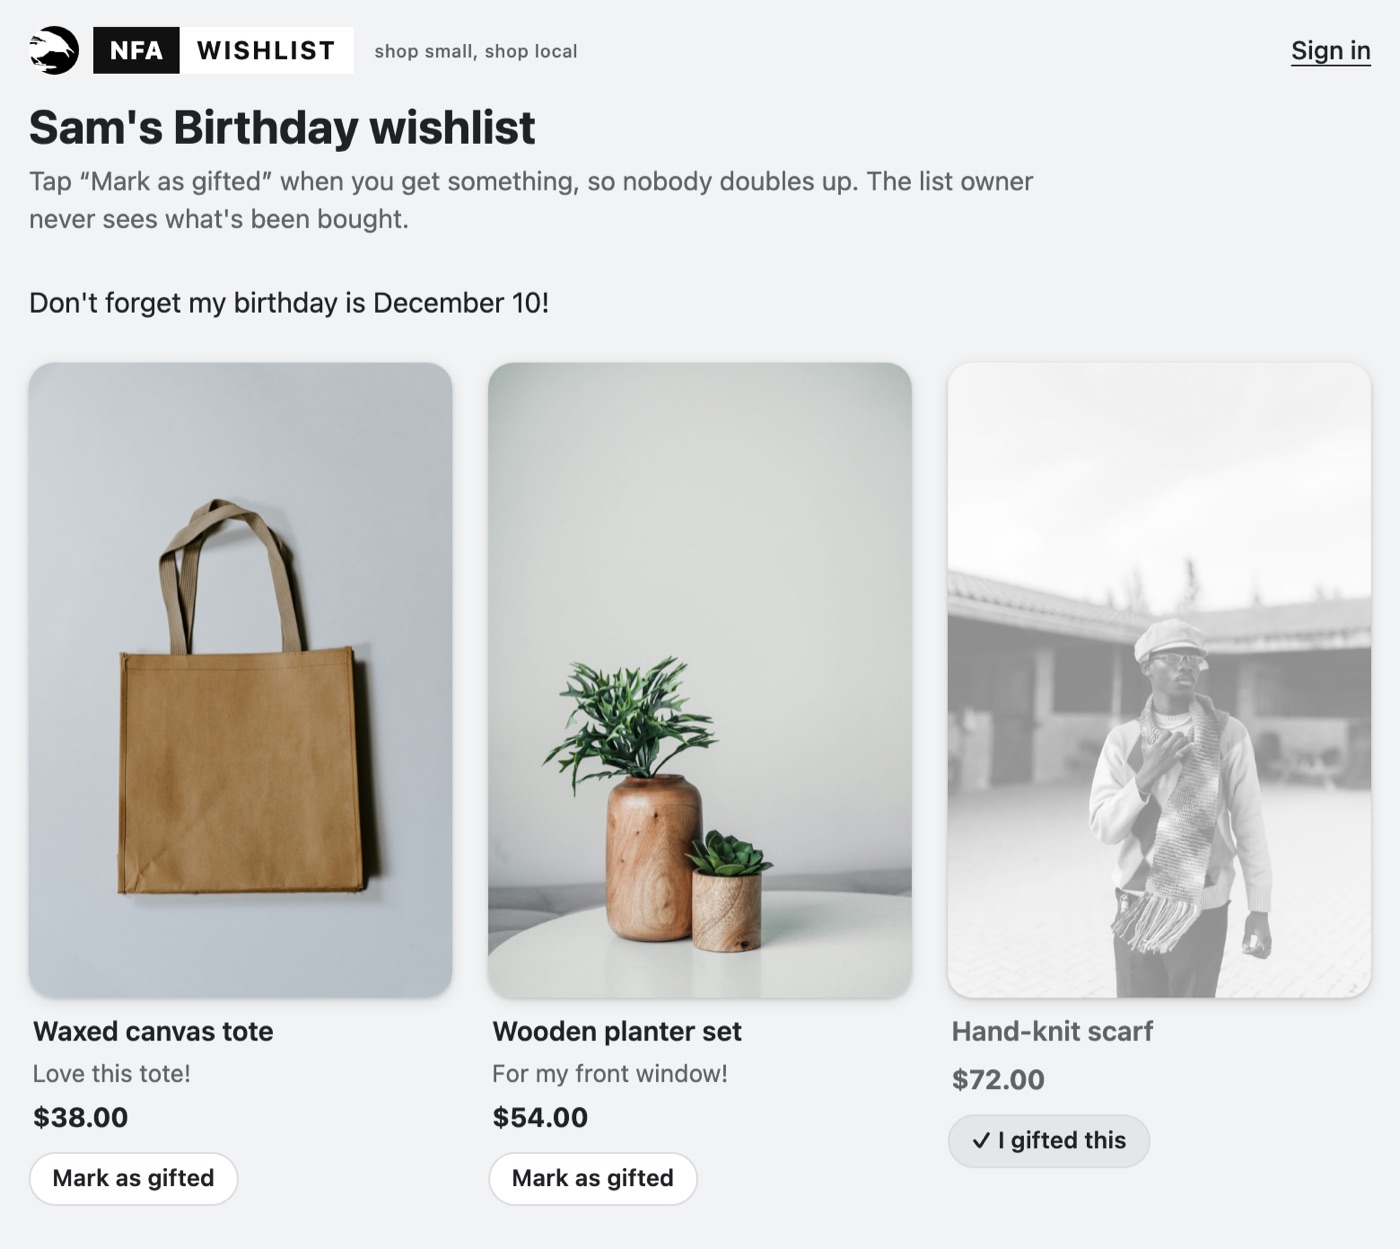 NFA WISHLIST shop small, shop local Sign in
Sam's Birthday wishlist
Tap “Mark as gifted” when you get something, so nobody doubles up. The list owner
never sees what's been bought.
Don't forget my birthday is December 10!
Waxed canvas tote
Love this tote!
$38.00
Mark as gifted
Wooden planter set
For my front window!
$54.00
Mark as gifted
Hand-knit scarf
$72.00
✓ I gifted this